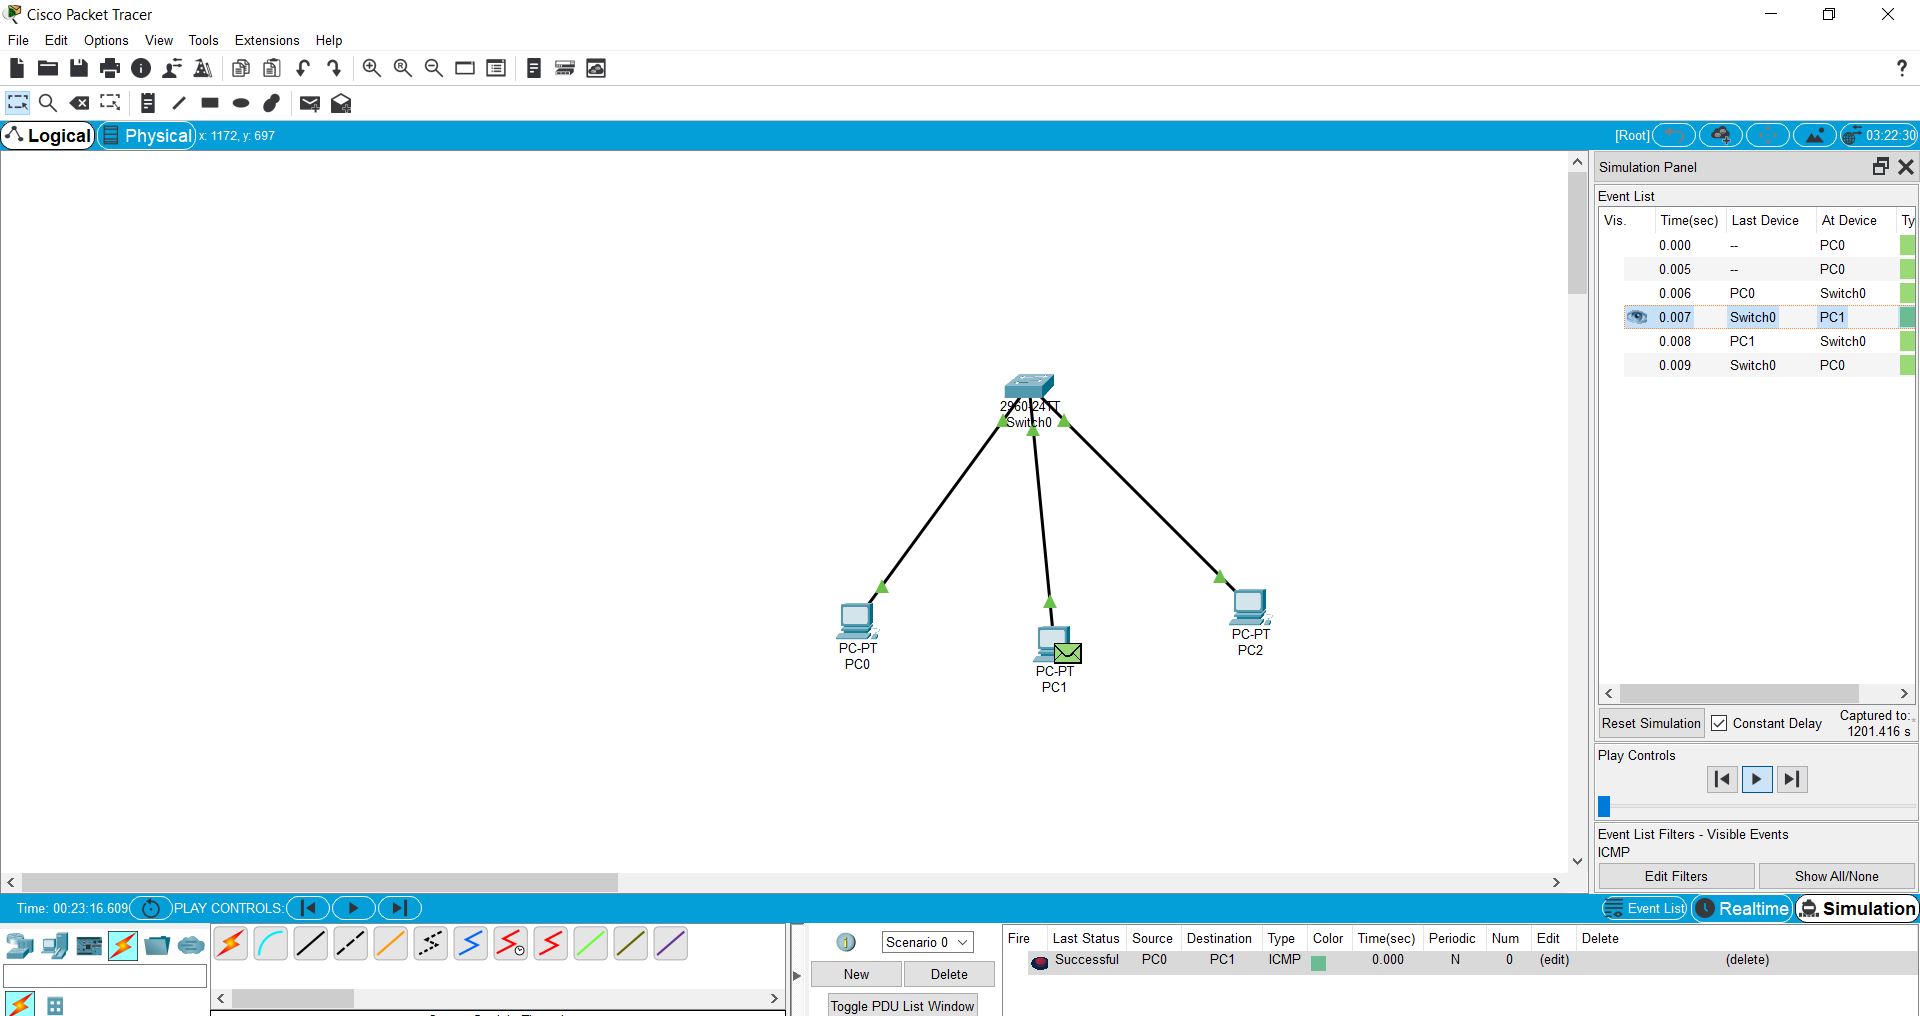 Cisco Packet Tracer
File Edit Options View Tools Extensions Help
?
Logical Physical x: 1172, y: 697 [Root] 03:22:30
Simulation Panel
Event List
Vis. Time(sec) Last Device At Device Ty
0.000 -- PC0
0.005 -- PC0
0.006 PC0 Switch0
0.007 Switch0 PC1
0.008 PC1 Switch0
0.009 Switch0 PC0
2960-24TT
Switch0
PC-PT
PC0
PC-PT
PC1
PC-PT
PC2
Reset Simulation Constant Delay Captured to:
1201.416 s
Play Controls
Event List Filters - Visible Events
ICMP
Edit Filters Show All/None
Time: 00:23:16.609 PLAY CONTROLS: Event List Realtime Simulation
Scenario 0
New Delete
Toggle PDU List Window
Fire Last Status Source Destination Type Color Time(sec) Periodic Num Edit Delete
Successful PC0 PC1 ICMP 0.000 N 0 (edit) (delete)